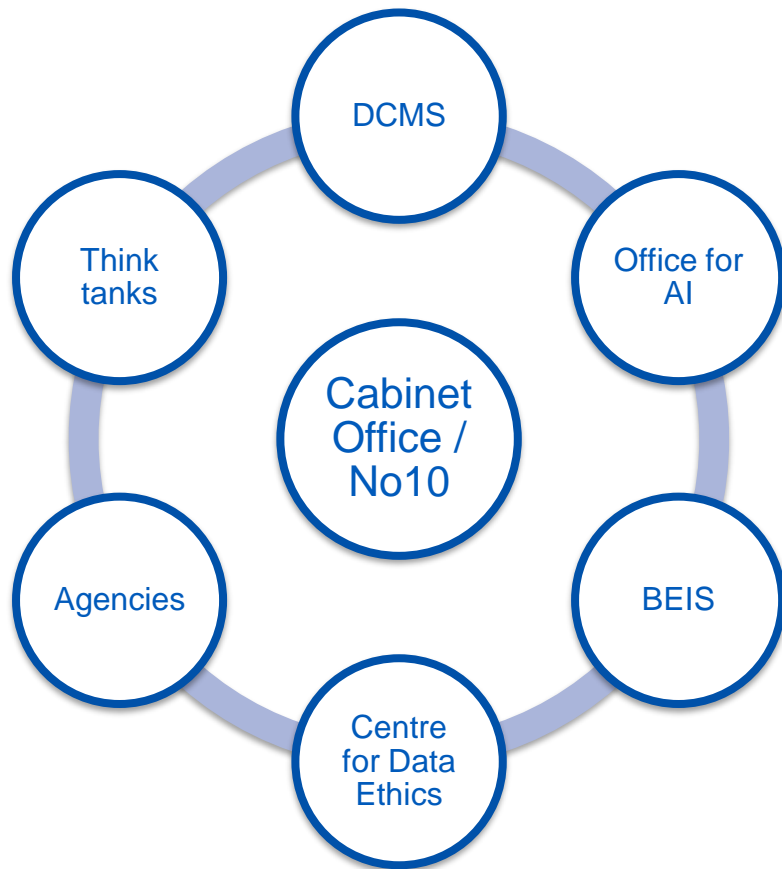 DCMS
Office for
AI
BEIS
Centre
for Data
Ethics
Agencies
Think
tanks
Cabinet
Office /
No10